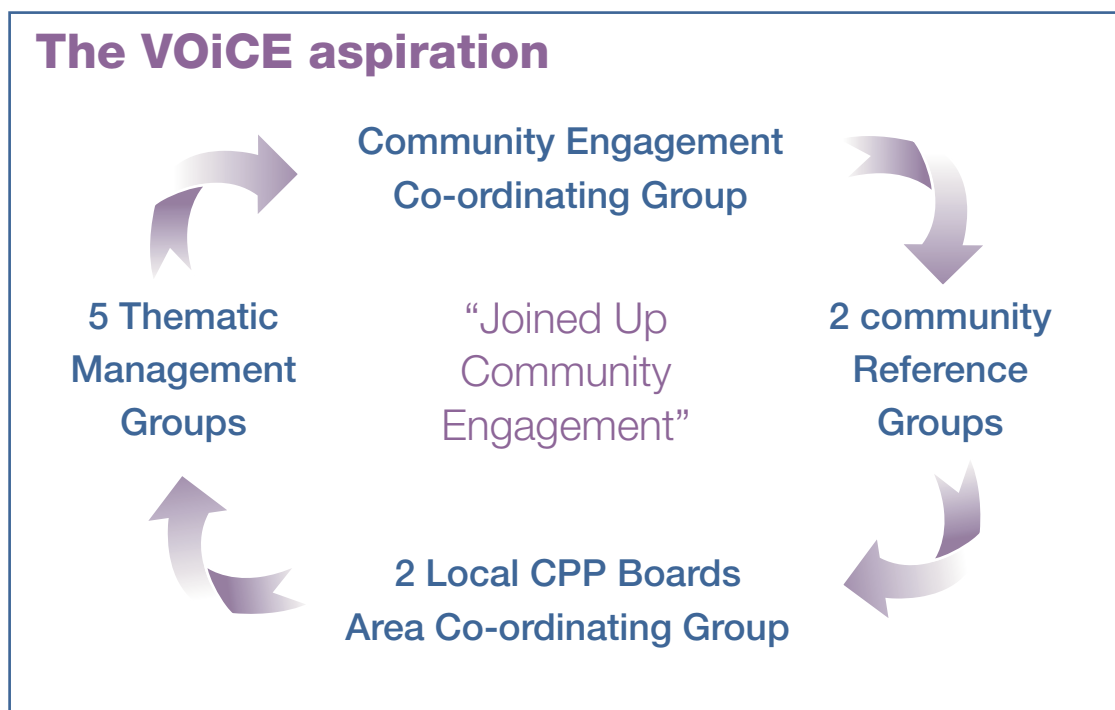 The VOiCE aspiration
Community Engagement
Co-ordinating Group
5 Thematic
Management
Groups
“Joined Up
Community
Engagement”
2 community
Reference
Groups
2 Local CPP Boards
Area Co-ordinating Group